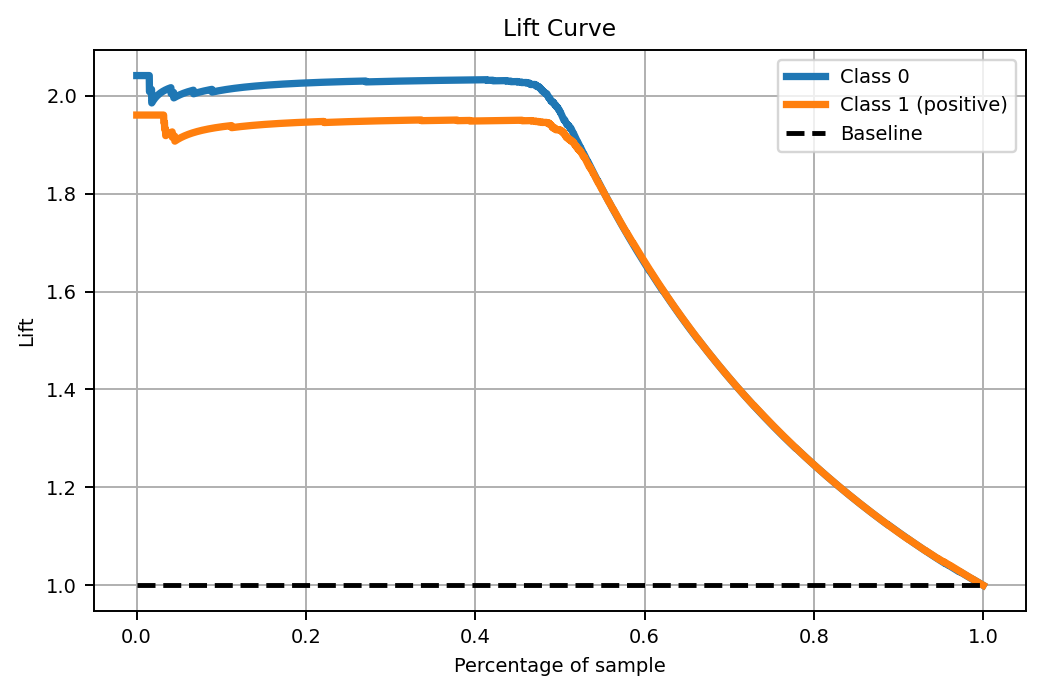 Lift Curve
Class 0
Class 1 (positive)
Baseline
Lift
2.0
1.8
1.6
1.4
1.2
1.0
0.0 0.2 0.4 0.6 0.8 1.0
Percentage of sample